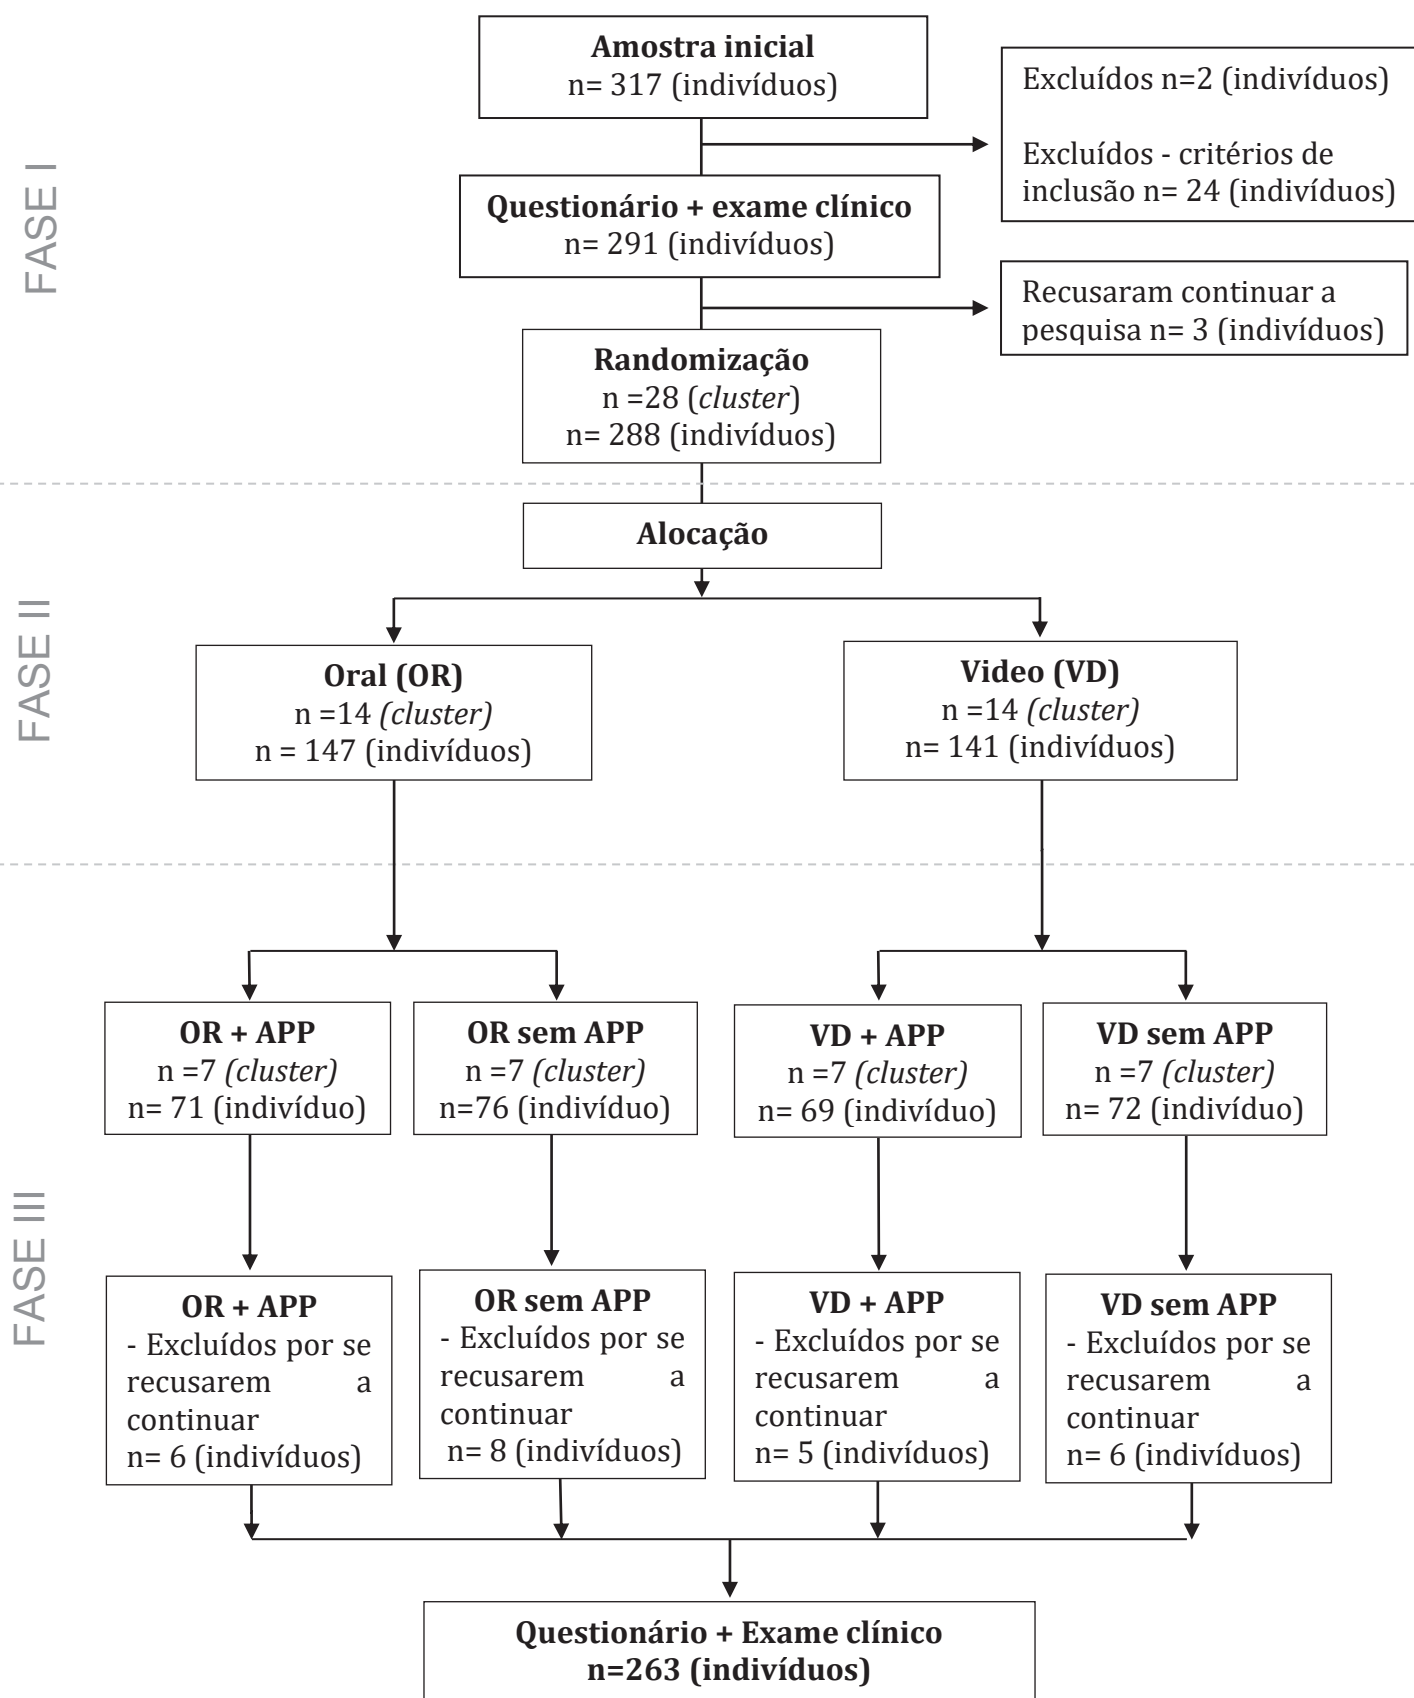 FASE I
Amostra inicial
n= 317 (indivíduos)
Excluídos n=2 (indivíduos)
Excluídos - critérios de
inclusão n= 24 (indivíduos)
Questionário + exame clínico
n= 291 (indivíduos)
Recusaram continuar a
pesquisa n= 3 (indivíduos)
Randomização
n =28 (cluster)
n= 288 (indivíduos)
FASE II
Alocação
Oral (OR)
n =14 (cluster)
n = 147 (indivíduos)
Video (VD)
n =14 (cluster)
n= 141 (indivíduos)
FASE III
OR + APP
n =7 (cluster)
n= 71 (indivíduo)
OR sem APP
n =7 (cluster)
n=76 (indivíduo)
VD + APP
n =7 (cluster)
n= 69 (indivíduo)
VD sem APP
n =7 (cluster)
n= 72 (indivíduo)
OR + APP
- Excluídos por se
recusarem a
continuar
n= 6 (indivíduos)
OR sem APP
- Excluídos por se
recusarem a
continuar
n= 8 (indivíduos)
VD + APP
- Excluídos por se
recusarem a
continuar
n= 5 (indivíduos)
VD sem APP
- Excluídos por se
recusarem a
continuar
n= 6 (indivíduos)
Questionário + Exame clínico
n=263 (indivíduos)